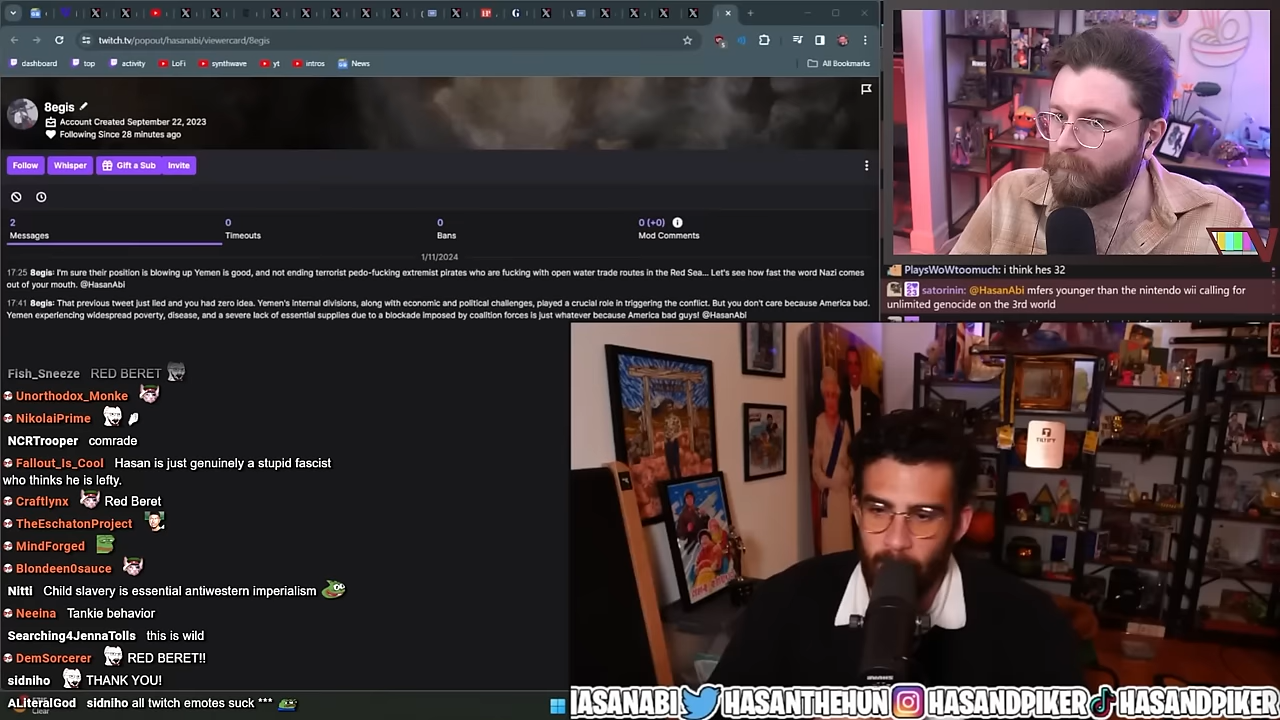 twitch.tv/popout/hasanabi/viewercard/8egis
dashboard top activity LoFi synthwave yt intros News All Bookmarks
8egis
Account Created September 22, 2023
Following Since 28 minutes ago
Follow Whisper Gift a Sub Invite
2 0 0 0 (+0)
Messages Timeouts Bans Mod Comments
1/11/2024
17:25 8egis: I'm sure their position is blowing up Yemen is good, and not ending terrorist pedo-fucking extremist pirates who are fucking with open water trade routes in the Red Sea... Let's see how fast the word Nazi comes
out of your mouth. @HasanAbi
17:41 8egis: That previous tweet just lied and you had zero idea. Yemen's internal divisions, along with economic and political challenges, played a crucial role in triggering the conflict. But you don't care because America bad.
Yemen experiencing widespread poverty, disease, and a severe lack of essential supplies due to a blockade imposed by coalition forces is just whatever because America bad guys! @HasanAbi
PlaysWoWtoomuch: i think hes 32
satorinin: @HasanAbi mfers younger than the nintendo wii calling for
unlimited genocide on the 3rd world
Fish_Sneeze RED BERET
Unorthodox_Monke
NikolaiPrime
NCRTrooper comrade
Fallout_Is_Cool Hasan is just genuinely a stupid fascist
who thinks he is lefty.
Craftlynx Red Beret
TheEschatonProject
MindForged
Blondeen0sauce
Nitti Child slavery is essential antiwestern imperialism
Neeina Tankie behavior
Searching4JennaTolls this is wild
DemSorcerer RED BERET!!
sidniho THANK YOU!
ALiteralGod sidniho all twitch emotes suck ***
Clear
TILTIFY
IASANABI HASANTHEHUN HASANDPIKER HASANDPIKER